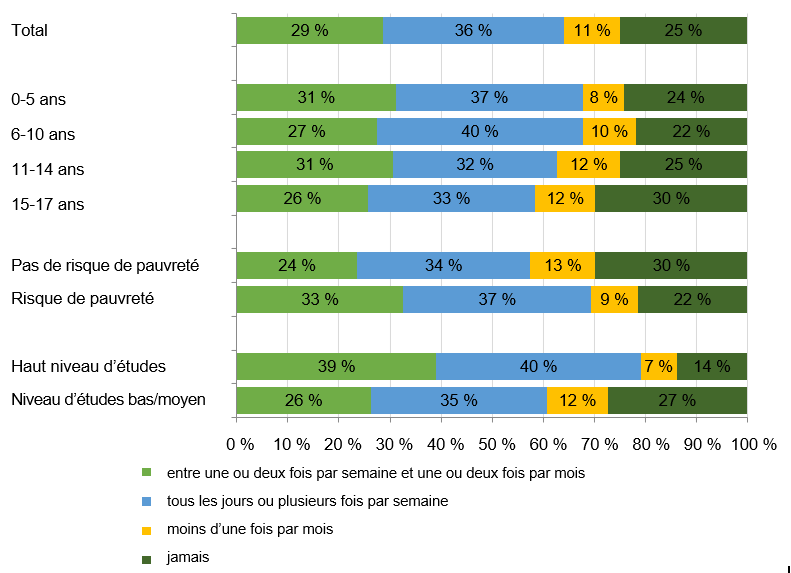 Total 29 % 36 % 11 % 25 %
0-5 ans 31 % 37 % 8 % 24 %
6-10 ans 27 % 40 % 10 % 22 %
11-14 ans 31 % 32 % 12 % 25 %
15-17 ans 26 % 33 % 12 % 30 %
Pas de risque de pauvreté 24 % 34 % 13 % 30 %
Risque de pauvreté 33 % 37 % 9 % 22 %
Haut niveau d’études 39 % 40 % 7 % 14 %
Niveau d’études bas/moyen 26 % 35 % 12 % 27 %
0 % 10 % 20 % 30 % 40 % 50 % 60 % 70 % 80 % 90 % 100 %
entre une ou deux fois par semaine et une ou deux fois par mois
tous les jours ou plusieurs fois par semaine
moins d’une fois par mois
jamais